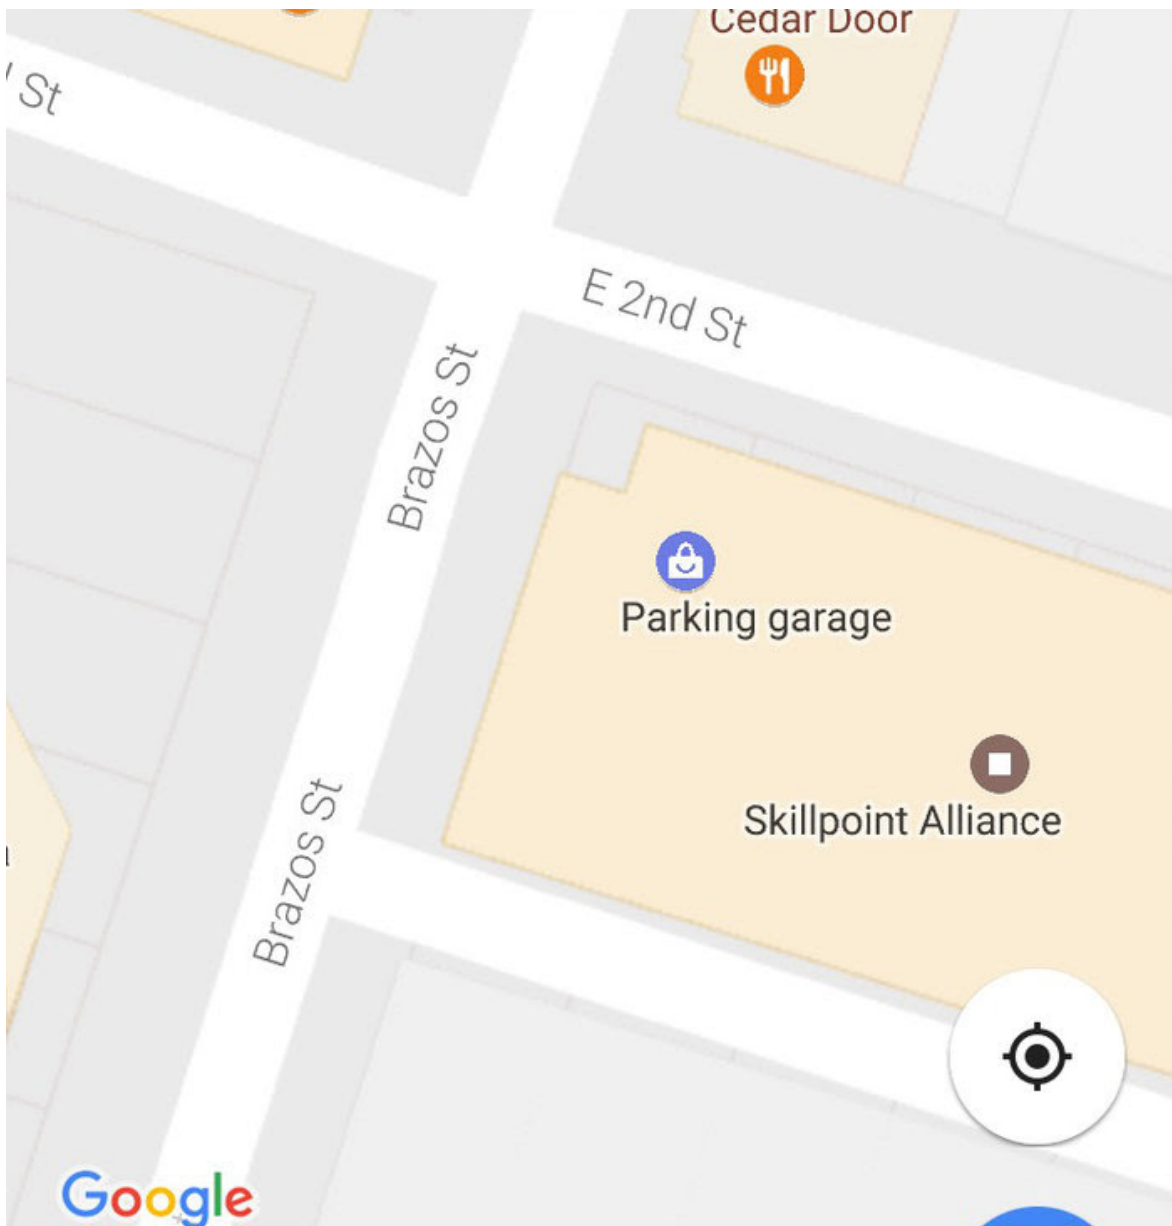 Cedar Door
St
E 2nd St
Brazos St
Parking garage
Skillpoint Alliance
Brazos St
Google